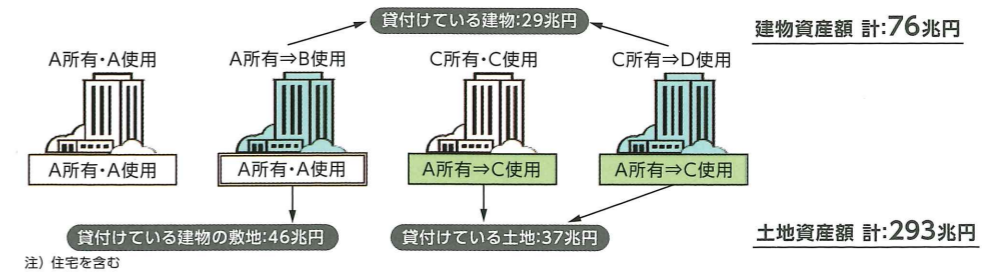 貸付けている建物:29兆円
建物資産額 計:76兆円
A所有・A使用
A所有⇒B使用
C所有・C使用
C所有⇒D使用
A所有・A使用
A所有・A使用
A所有⇒C使用
A所有⇒C使用
貸付けている建物の敷地:46兆円
貸付けている土地:37兆円
土地資産額 計:293兆円
注）住宅を含む